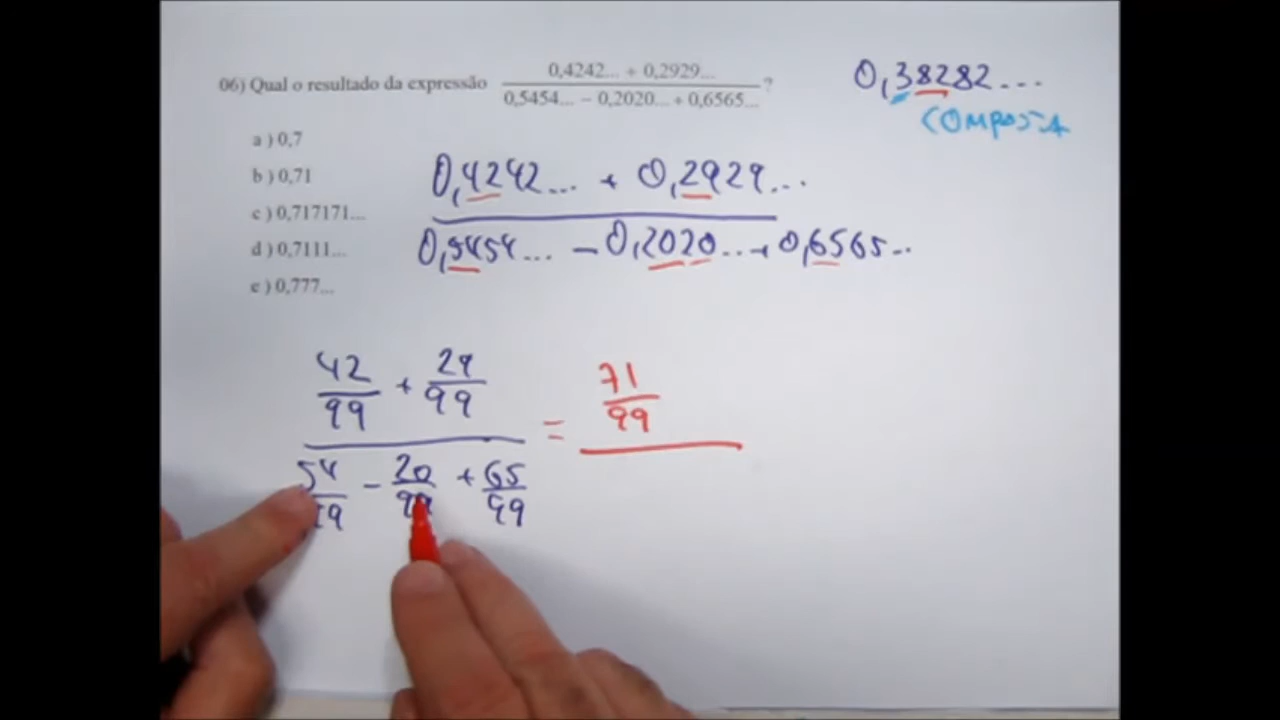 06) Qual o resultado da expressão 0,4242... + 0,2929... / 0,5454... − 0,2020... + 0,6565... ?
a ) 0,7
b ) 0,71
c ) 0,717171...
d ) 0,7111...
e ) 0,777...
0,38282...
COMPOSTA
0,4242... + 0,2929...
0,5454... − 0,2020... + 0,6565...
42/99 + 29/99
54/99 − 20/99 + 65/99
= 71/99